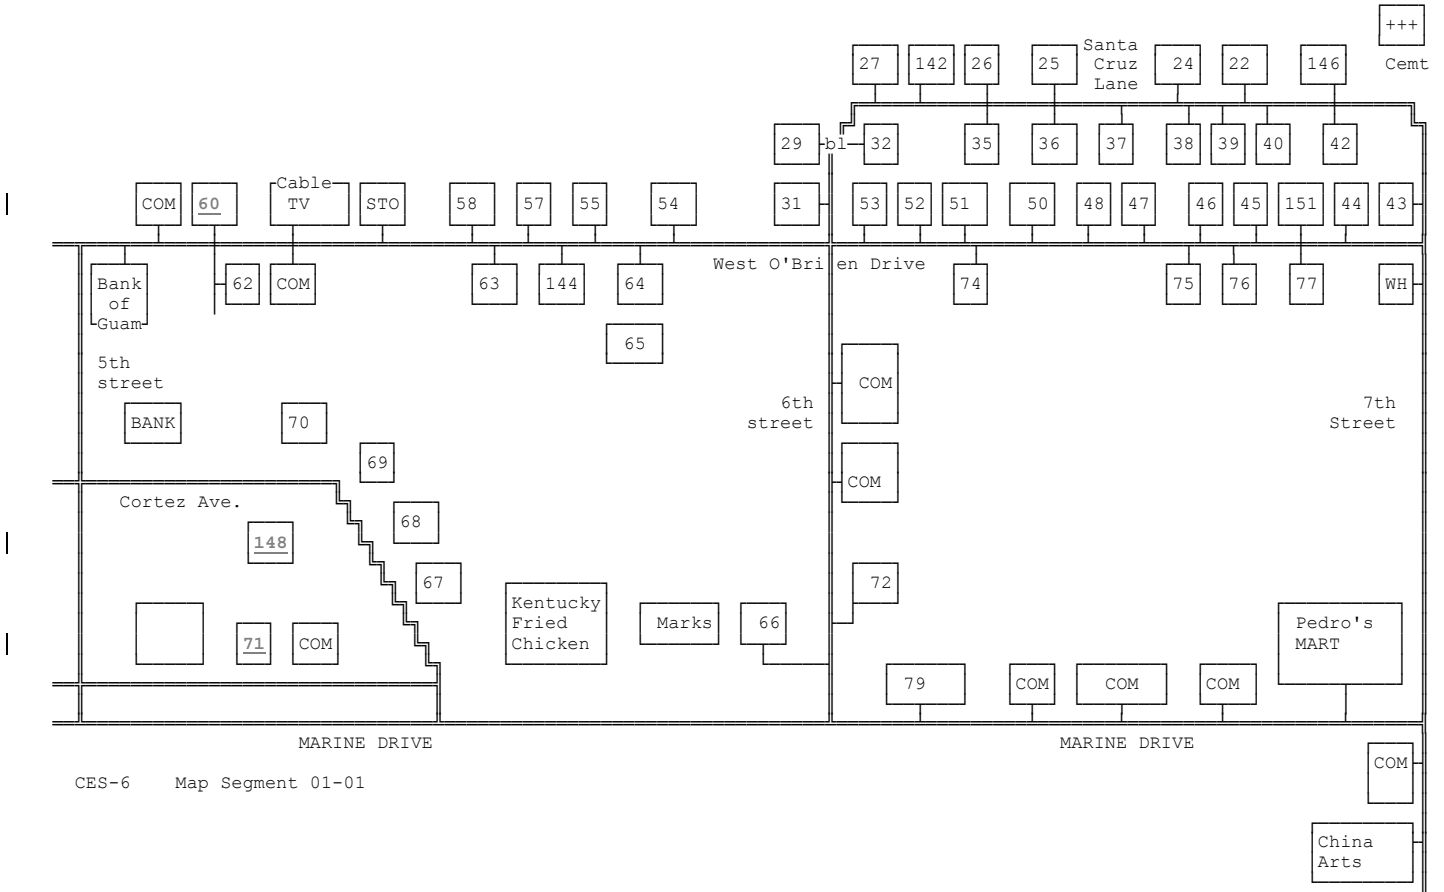 +++
Santa
27 142 26 25 Cruz 24 22 146 Cemt
Lane
29 bl 32 35 36 37 38 39 40 42
Cable
COM 60 TV STO 58 57 55 54 31 53 52 51 50 48 47 46 45 151 44 43
West O'Brien Drive
Bank 62 COM 63 144 64 74 75 76 77 WH
of
Guam
65
5th
street COM
6th 7th
BANK 70 street Street
69
COM
Cortez Ave.
68
148
67 72
Kentucky
Fried Marks 66 Pedro's
71 COM Chicken MART
79 COM COM COM
MARINE DRIVE MARINE DRIVE
COM
CES-6 Map Segment 01-01
China
Arts